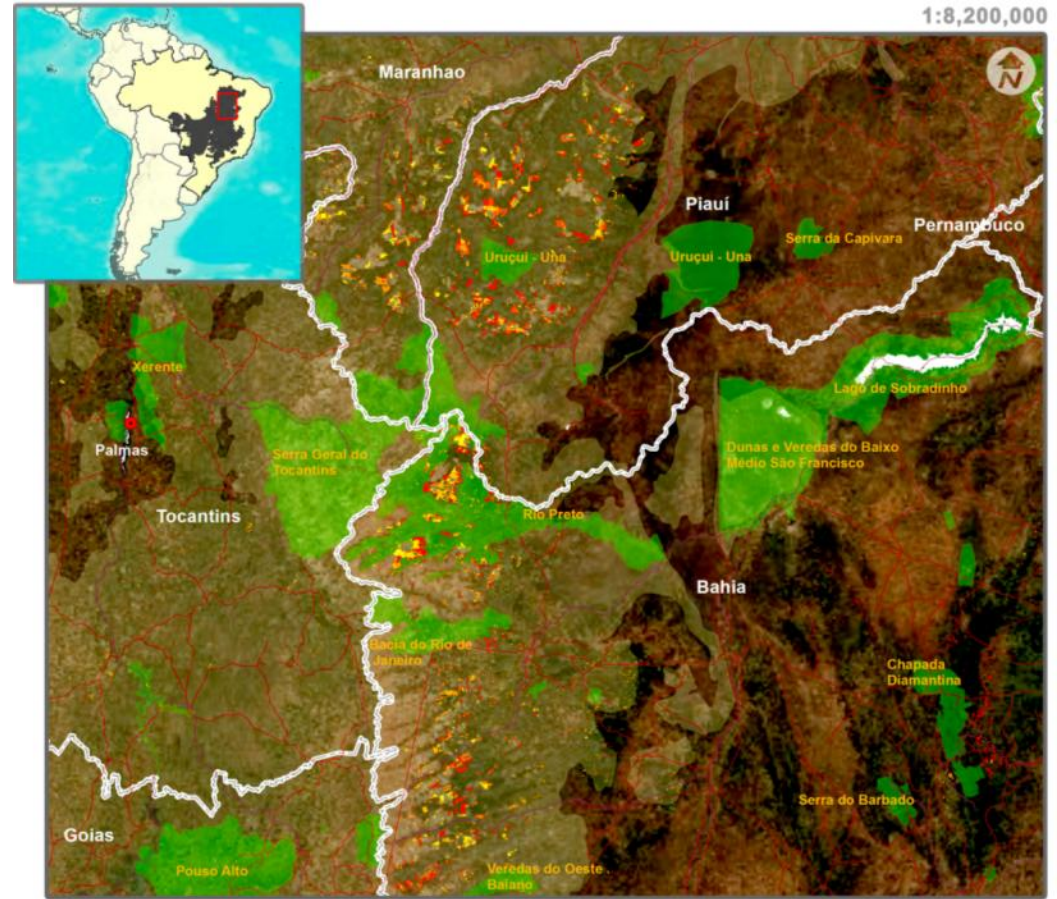 1:8,200,000
N
Maranhao
Piauí
Pernambuco
Serra da Capivara
Uruçui - Una
Uruçui - Una
Xerente
Lago de Sobradinho
Palmas
Serra Geral do
Tocantins
Dunas e Veredas do Baixo
Médio São Francisco
Tocantins
Rio Preto
Bahia
Bacia do Rio de
Janeiro
Chapada
Diamantina
Serra do Barbado
Goias
Pouso Alto
Veredas do Oeste
Baiano